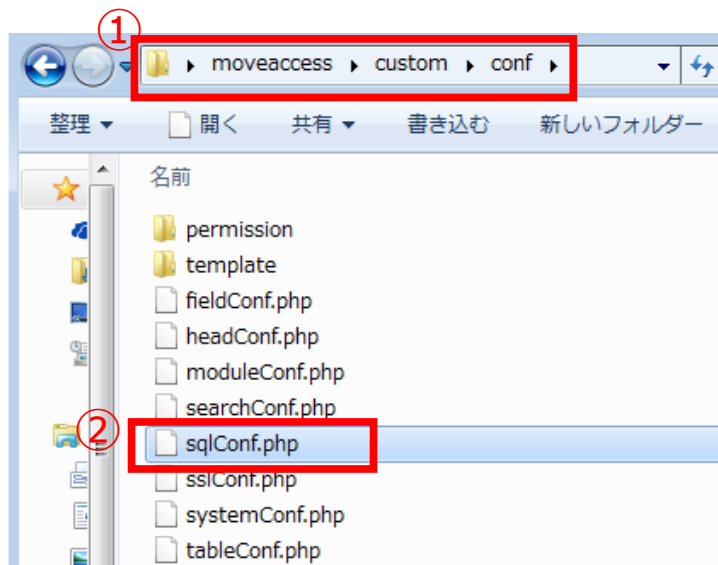 ①
moveaccess ▸ custom ▸ conf ▸
整理 ▼ 開く 共有 ▼ 書き込む 新しいフォルダー
名前
permission
template
fieldConf.php
headConf.php
moduleConf.php
searchConf.php
②
sqlConf.php
sslConf.php
systemConf.php
tableConf.php